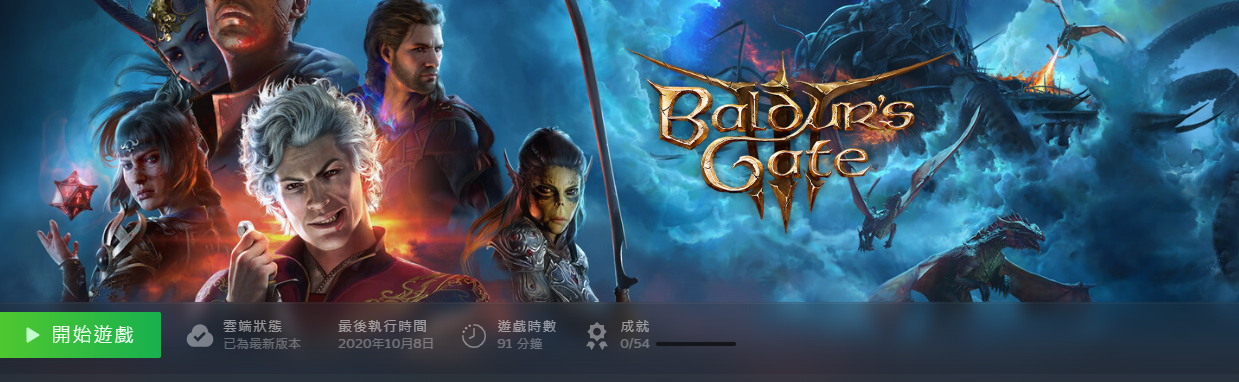 Baldur's
Gate
III
開始遊戲
雲端狀態
已為最新版本
最後執行時間
2020年10月8日
遊戲時數
91 分鐘
成就
0/54